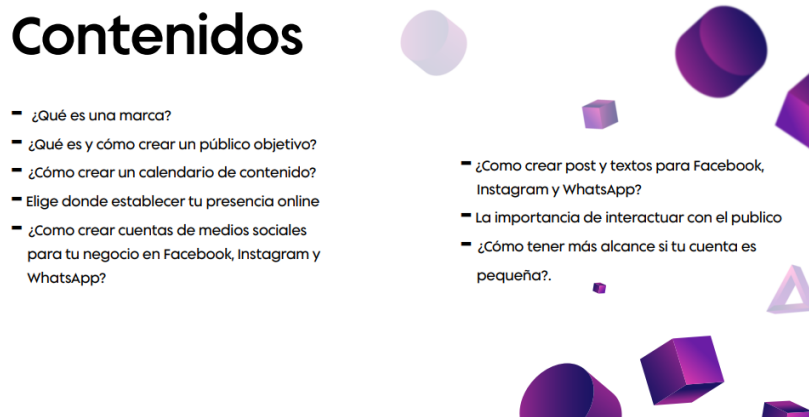 Contenidos
- ¿Qué es una marca?
- ¿Qué es y cómo crear un público objetivo?
- ¿Cómo crear un calendario de contenido?
- Elige donde establecer tu presencia online
- ¿Como crear cuentas de medios sociales
para tu negocio en Facebook, Instagram y
WhatsApp?
- ¿Como crear post y textos para Facebook,
Instagram y WhatsApp?
- La importancia de interactuar con el publico
- ¿Cómo tener más alcance si tu cuenta es
pequeña?.